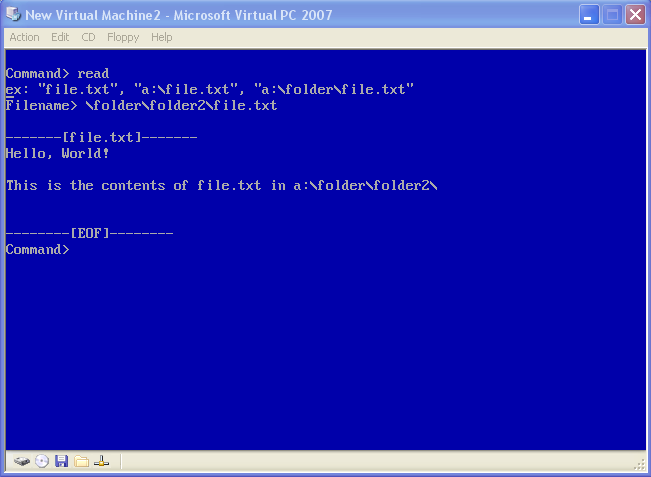 New Virtual Machine2 - Microsoft Virtual PC 2007
Action Edit CD Floppy Help
Command> read
ex: "file.txt", "a:\file.txt", "a:\folder\file.txt"
Filename> \folder\folder2\file.txt
-------[file.txt]-------
Hello, World!
This is the contents of file.txt in a:\folder\folder2\
--------[EOF]--------
Command>